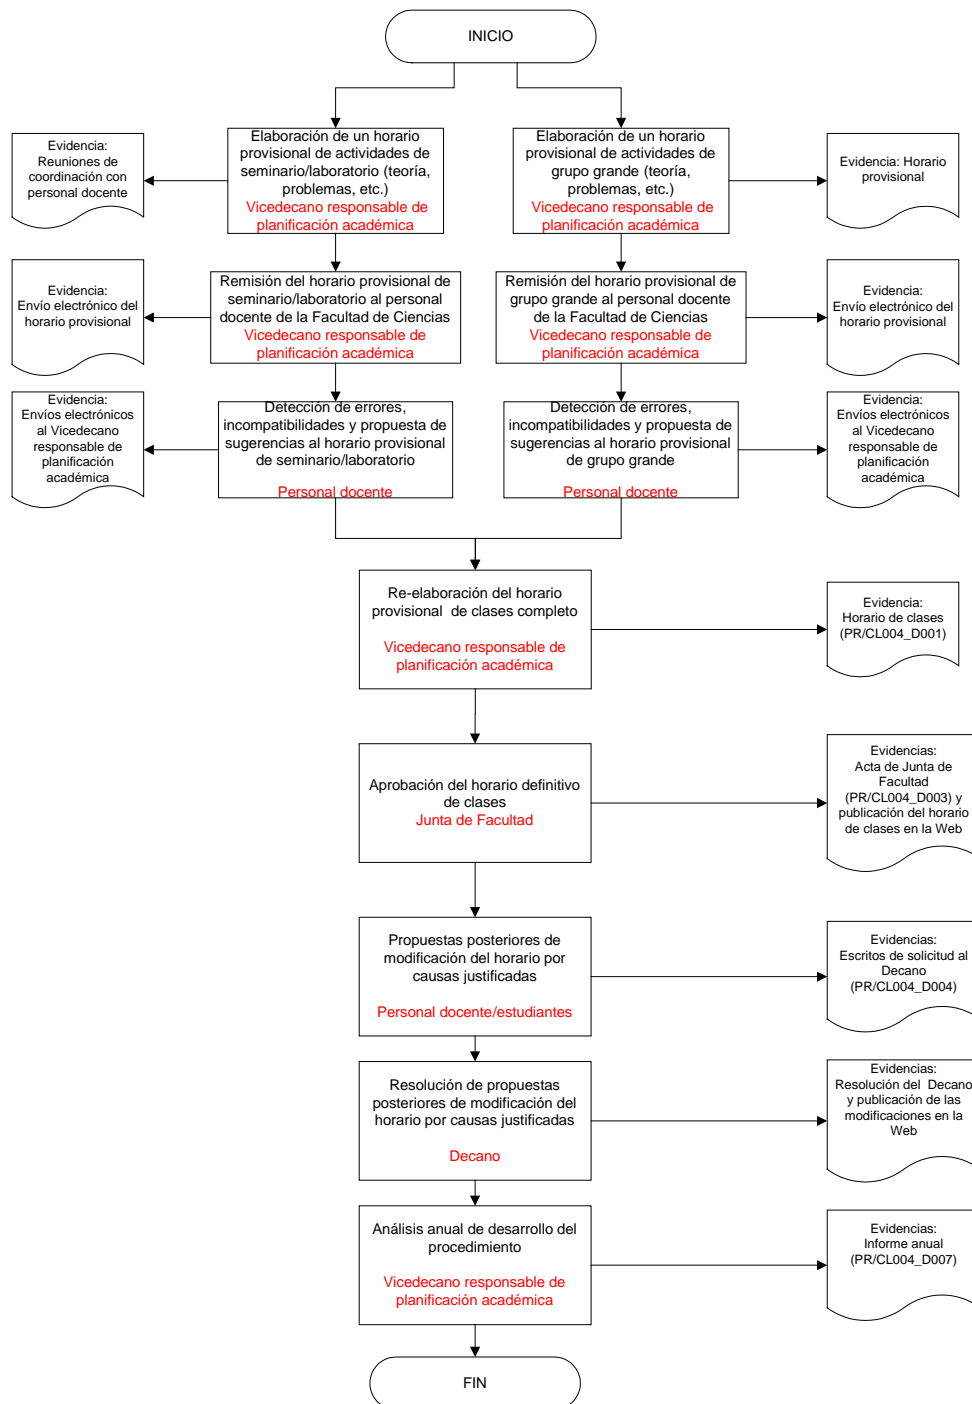 INICIO
Evidencia:
Reuniones de
coordinación con
personal docente
Elaboración de un horario
provisional de actividades de
seminario/laboratorio (teoría,
problemas, etc.)
Vicedecano responsable de
planificación académica
Elaboración de un horario
provisional de actividades de
grupo grande (teoría,
problemas, etc.)
Vicedecano responsable de
planificación académica
Evidencia: Horario
provisional
Evidencia:
Envío electrónico del
horario provisional
Remisión del horario provisional de
seminario/laboratorio al personal
docente de la Facultad de Ciencias
Vicedecano responsable de
planificación académica
Remisión del horario provisional de
grupo grande al personal docente
de la Facultad de Ciencias
Vicedecano responsable de
planificación académica
Evidencia:
Envío electrónico del
horario provisional
Evidencia:
Envíos electrónicos
al Vicedecano
responsable de
planificación
académica
Detección de errores,
incompatibilidades y propuesta de
sugerencias al horario provisional
de seminario/laboratorio
Personal docente
Detección de errores,
incompatibilidades y propuesta de
sugerencias al horario provisional
de grupo grande
Personal docente
Evidencia:
Envíos electrónicos
al Vicedecano
responsable de
planificación
académica
Re-elaboración del horario
provisional de clases completo
Vicedecano responsable de
planificación académica
Evidencia:
Horario de clases
(PR/CL004_D001)
Aprobación del horario definitivo
de clases
Junta de Facultad
Evidencias:
Acta de Junta de
Facultad
(PR/CL004_D003) y
publicación del horario
de clases en la Web
Propuestas posteriores de
modificación del horario por
causas justificadas
Personal docente/estudiantes
Evidencias:
Escritos de solicitud al
Decano
(PR/CL004_D004)
Resolución de propuestas
posteriores de modificación del
horario por causas justificadas
Decano
Evidencias:
Resolución del Decano
y publicación de las
modificaciones en la
Web
Análisis anual de desarrollo del
procedimiento
Vicedecano responsable de
planificación académica
Evidencias:
Informe anual
(PR/CL004_D007)
FIN